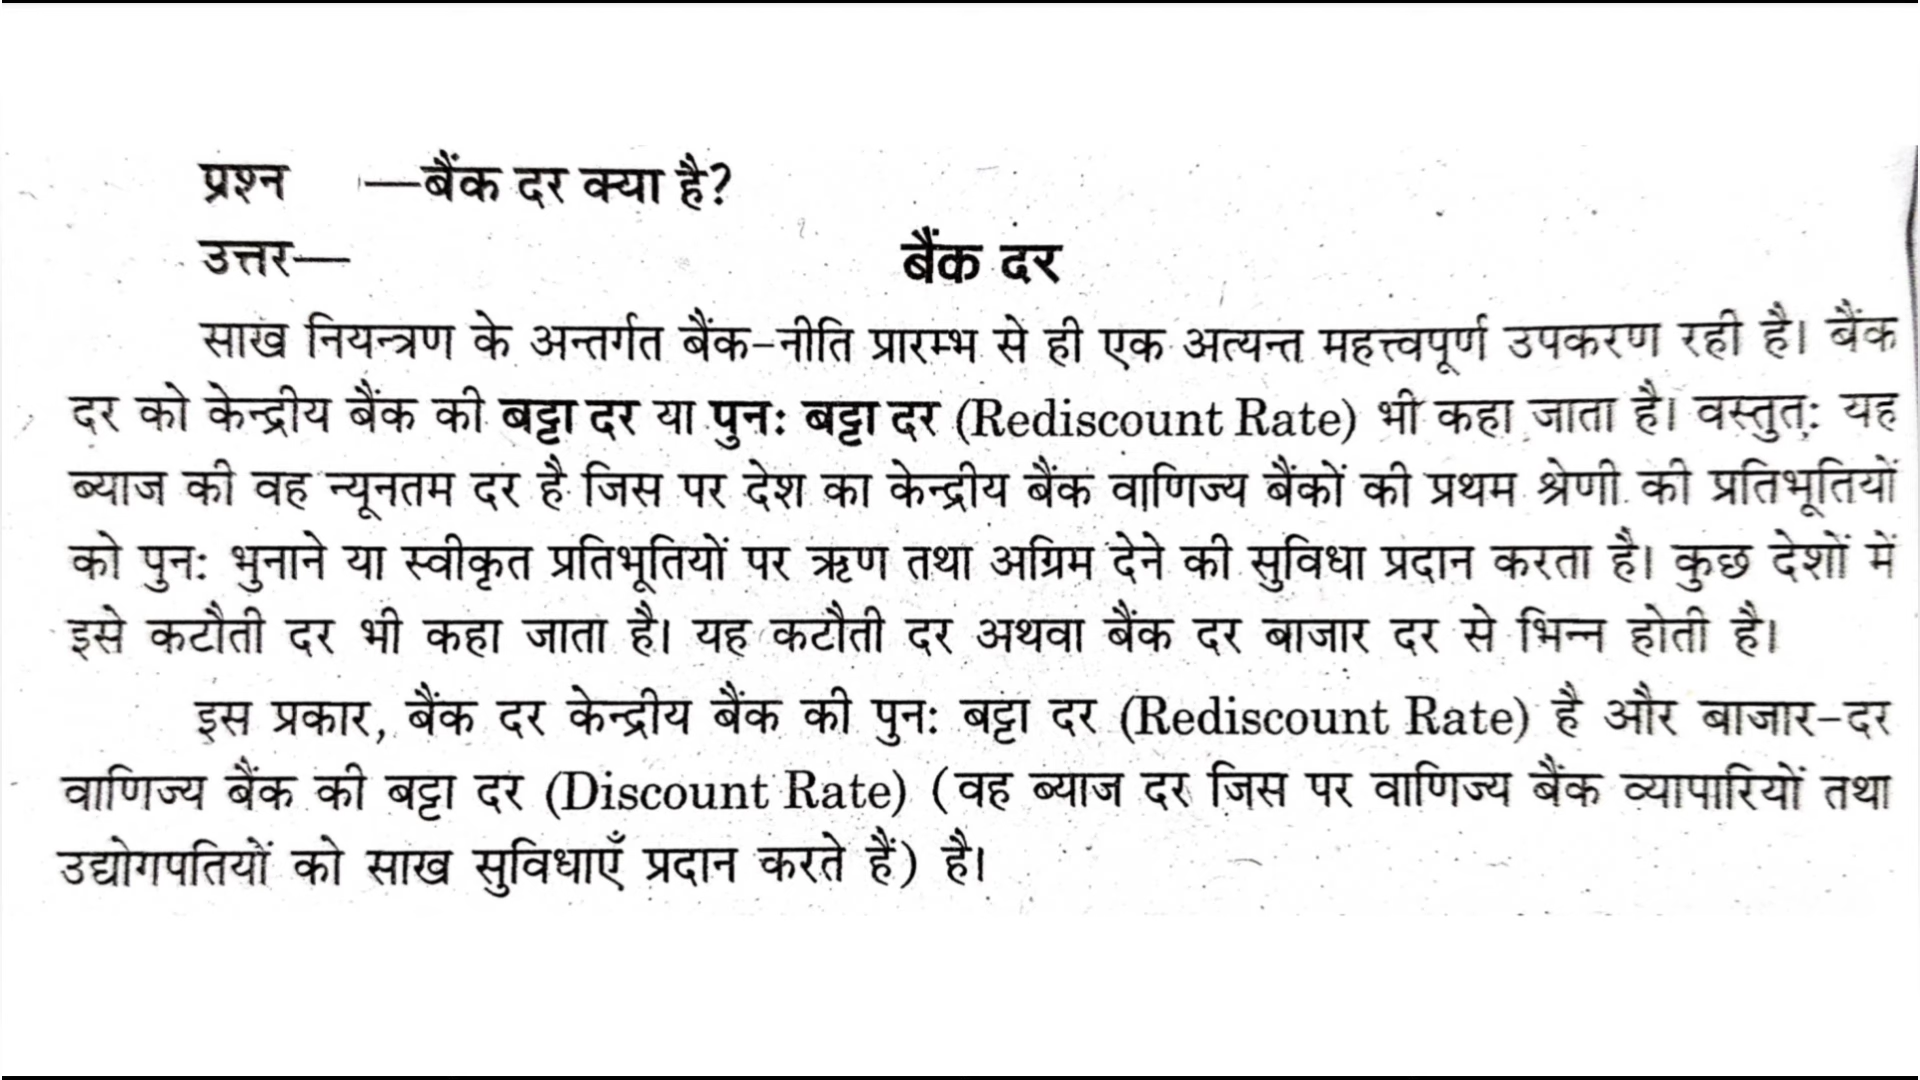 प्रश्न —बैंक दर क्या है?
उत्तर—
बैंक दर
साख नियन्त्रण के अन्तर्गत बैंक-नीति प्रारम्भ से ही एक अत्यन्त महत्त्वपूर्ण उपकरण रही है। बैंक
दर को केन्द्रीय बैंक की बट्टा दर या पुनः बट्टा दर (Rediscount Rate) भी कहा जाता है। वस्तुतः यह
ब्याज की वह न्यूनतम दर है जिस पर देश का केन्द्रीय बैंक वाणिज्य बैंकों की प्रथम श्रेणी की प्रतिभूतियों
को पुनः भुनाने या स्वीकृत प्रतिभूतियों पर ऋण तथा अग्रिम देने की सुविधा प्रदान करता है। कुछ देशों में
इसे कटौती दर भी कहा जाता है। यह कटौती दर अथवा बैंक दर बाजार दर से भिन्न होती है।
इस प्रकार, बैंक दर केन्द्रीय बैंक की पुनः बट्टा दर (Rediscount Rate) है और बाजार-दर
वाणिज्य बैंक की बट्टा दर (Discount Rate) (वह ब्याज दर जिस पर वाणिज्य बैंक व्यापारियों तथा
उद्योगपतियों को साख सुविधाएँ प्रदान करते हैं) है।